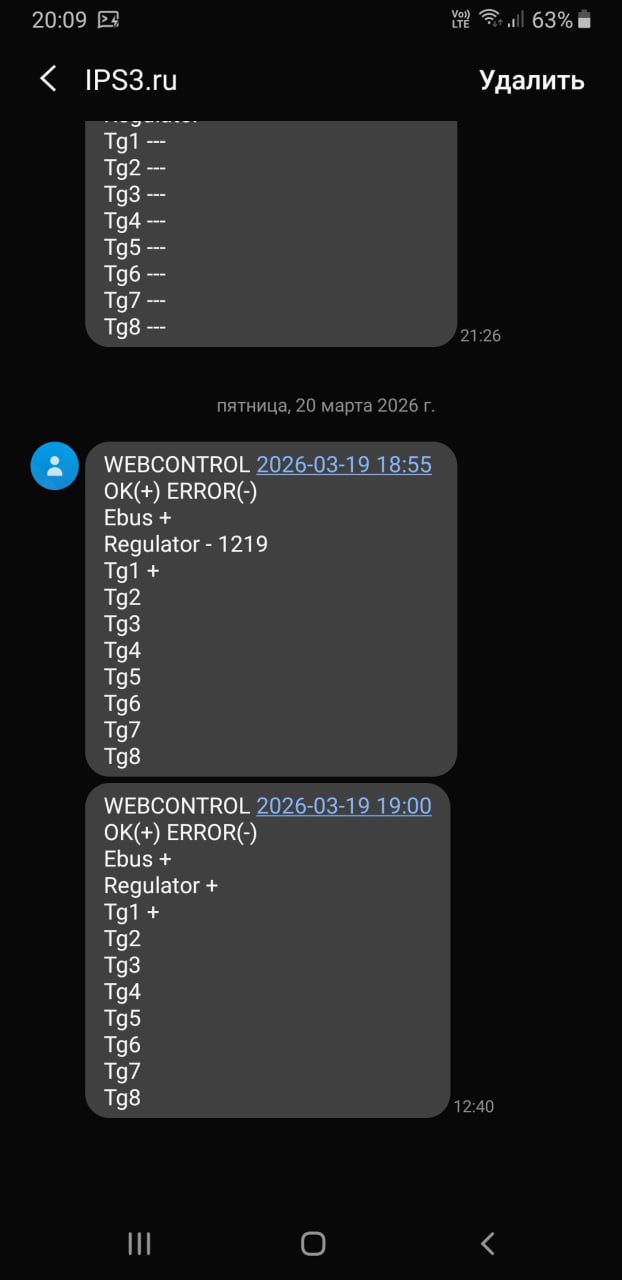 20:09
Vo)) LTE 63%
IPS3.ru
Удалить
Regulator
Tg1 ---
Tg2 ---
Tg3 ---
Tg4 ---
Tg5 ---
Tg6 ---
Tg7 ---
Tg8 ---
21:26
пятница, 20 марта 2026 г.
WEBCONTROL 2026-03-19 18:55
OK(+) ERROR(-)
Ebus +
Regulator - 1219
Tg1 +
Tg2
Tg3
Tg4
Tg5
Tg6
Tg7
Tg8
WEBCONTROL 2026-03-19 19:00
OK(+) ERROR(-)
Ebus +
Regulator +
Tg1 +
Tg2
Tg3
Tg4
Tg5
Tg6
Tg7
Tg8
12:40